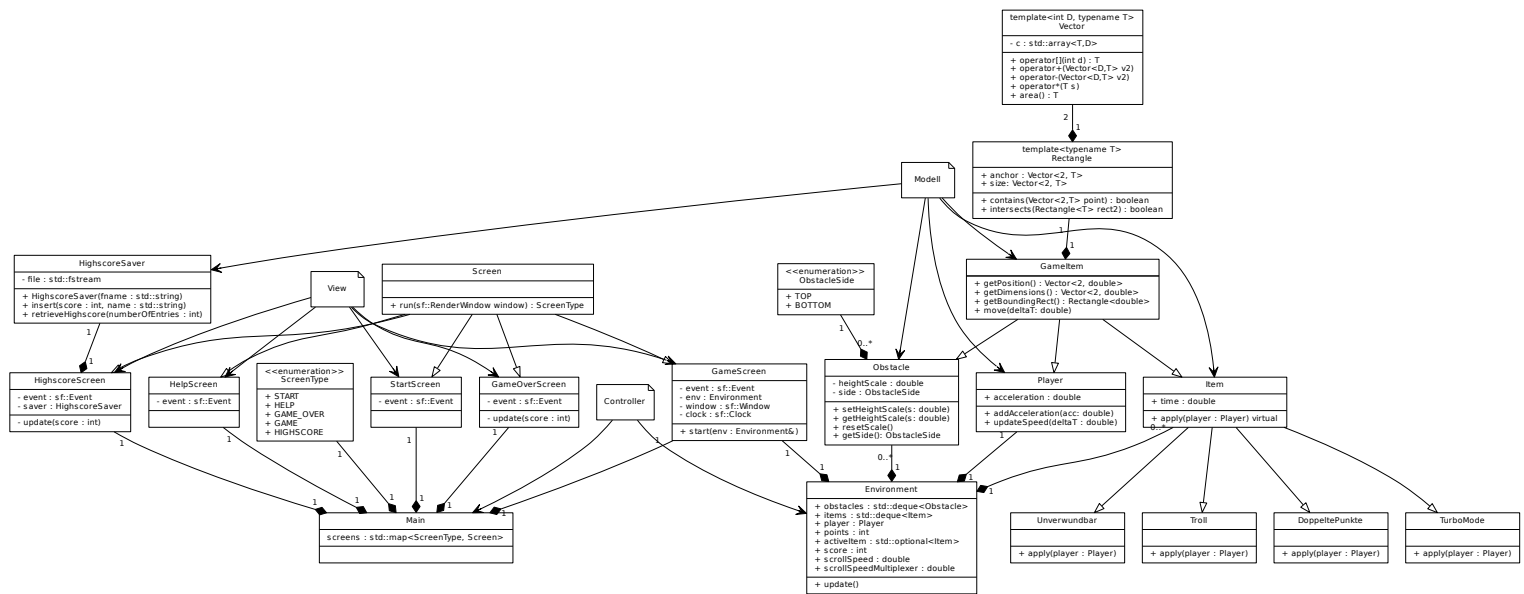 template<int D, typename T>
Vector
- c : std::array<T,D>
+ operator[](int d) : T
+ operator+(Vector<D,T> v2)
+ operator-(Vector<D,T> v2)
+ operator*(T s)
+ area() : T
2
1
template<typename T>
Rectangle
+ anchor : Vector<2, T>
+ size: Vector<2, T>
+ contains(Vector<2,T> point) : boolean
+ intersects(Rectangle<T> rect2) : boolean
1
1
Modell
HighscoreSaver
- file : std::fstream
+ HighscoreSaver(fname : std::string)
+ insert(score : int, name : std::string)
+ retrieveHighscore(numberOfEntries : int)
1
1
View
Screen
+ run(sf::RenderWindow window) : ScreenType
<<enumeration>>
ObstacleSide
+ TOP
+ BOTTOM
1
0..*
GameItem
+ getPosition() : Vector<2, double>
+ getDimensions() : Vector<2, double>
+ getBoundingRect() : Rectangle<double>
+ move(deltaT: double)
HighscoreScreen
- event : sf::Event
- saver : HighscoreSaver
- update(score : int)
1
HelpScreen
- event : sf::Event
1
<<enumeration>>
ScreenType
+ START
+ HELP
+ GAME_OVER
+ GAME
+ HIGHSCORE
1
StartScreen
- event : sf::Event
1
GameOverScreen
- event : sf::Event
- update(score : int)
1
Controller
GameScreen
- event : sf::Event
- env : Environment
- window : sf::Window
- clock : sf::Clock
+ start(env : Environment&)
1
1
Obstacle
- heightScale : double
- side : ObstacleSide
+ setHeightScale(s: double)
+ getHeightScale(s: double)
+ resetScale()
+ getSide(): ObstacleSide
0..*
Player
+ acceleration : double
+ addAcceleration(acc: double)
+ updateSpeed(deltaT : double)
1
Item
+ time : double
+ apply(player : Player) virtual
0..*
1
1
1
1
1
1
Main
screens : std::map<ScreenType, Screen>
1
1
1
1
Environment
+ obstacles : std::deque<Obstacle>
+ items : std::deque<Item>
+ player : Player
+ points : int
+ activeItem : std::optional<Item>
+ score : int
+ scrollSpeed : double
+ scrollSpeedMultiplexer : double
+ update()
Unverwundbar
+ apply(player : Player)
Troll
+ apply(player : Player)
DoppeltePunkte
+ apply(player : Player)
TurboMode
+ apply(player : Player)